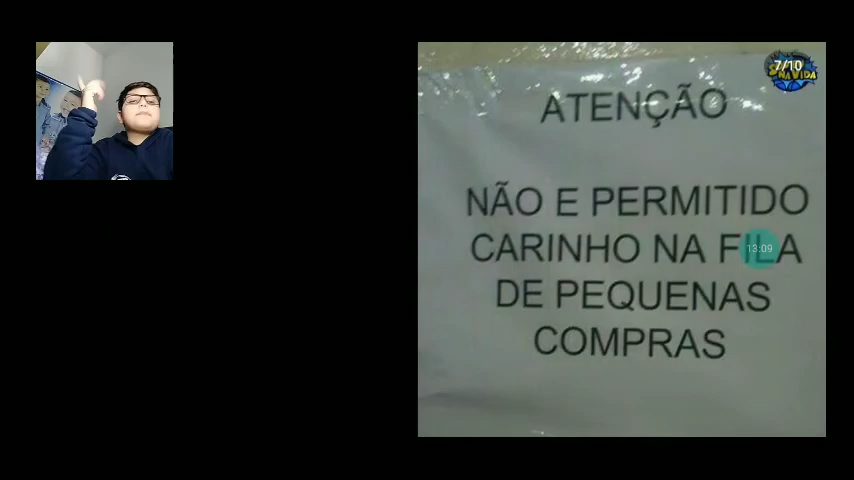 7/10
NA VIDA
ATENÇÃO
NÃO E PERMITIDO
CARINHO NA FILA
13:09
DE PEQUENAS
COMPRAS